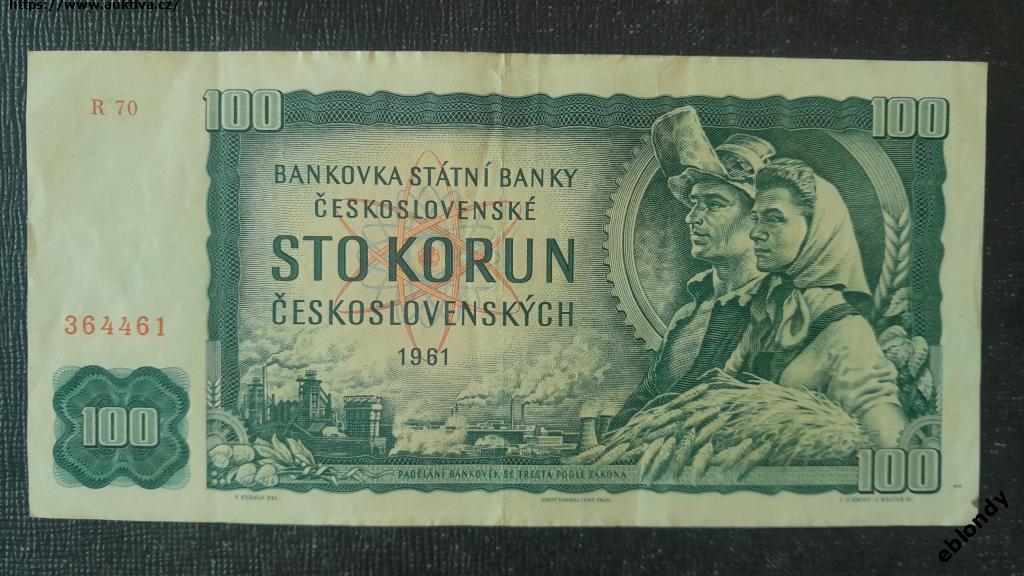 https://www.auktiva.cz/
R 70
100
100
BANKOVKA STÁTNÍ BANKY
ČESKOSLOVENSKÉ
STO KORUN
ČESKOSLOVENSKÝCH
1961
364461
100
100
PADĚLÁNÍ BANKOVEK SE TRESTÁ PODLE ZÁKONA
eblondy